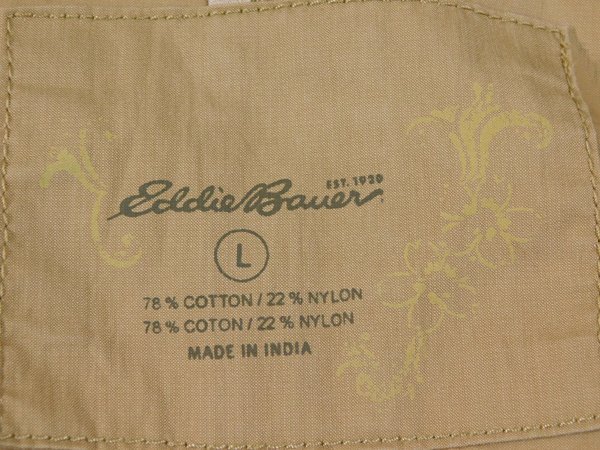 EST. 1920
Eddie Bauer
L
78 % COTTON / 22 % NYLON
78 % COTON / 22 % NYLON
MADE IN INDIA